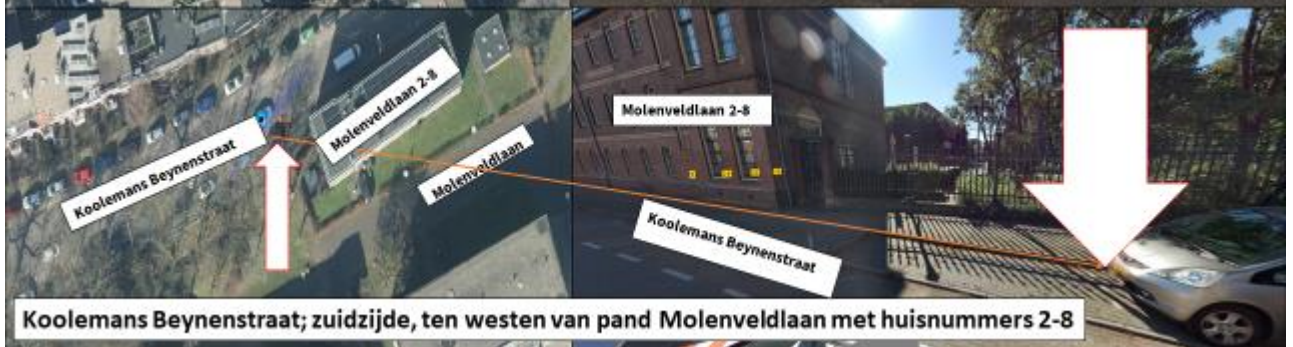 Koolemans Beynenstraat
Molenveldlaan 2-8
Molenveldlaan
Molenveldlaan 2-8
Koolemans Beynenstraat
Koolemans Beynenstraat; zuidzijde, ten westen van pand Molenveldlaan met huisnummers 2-8